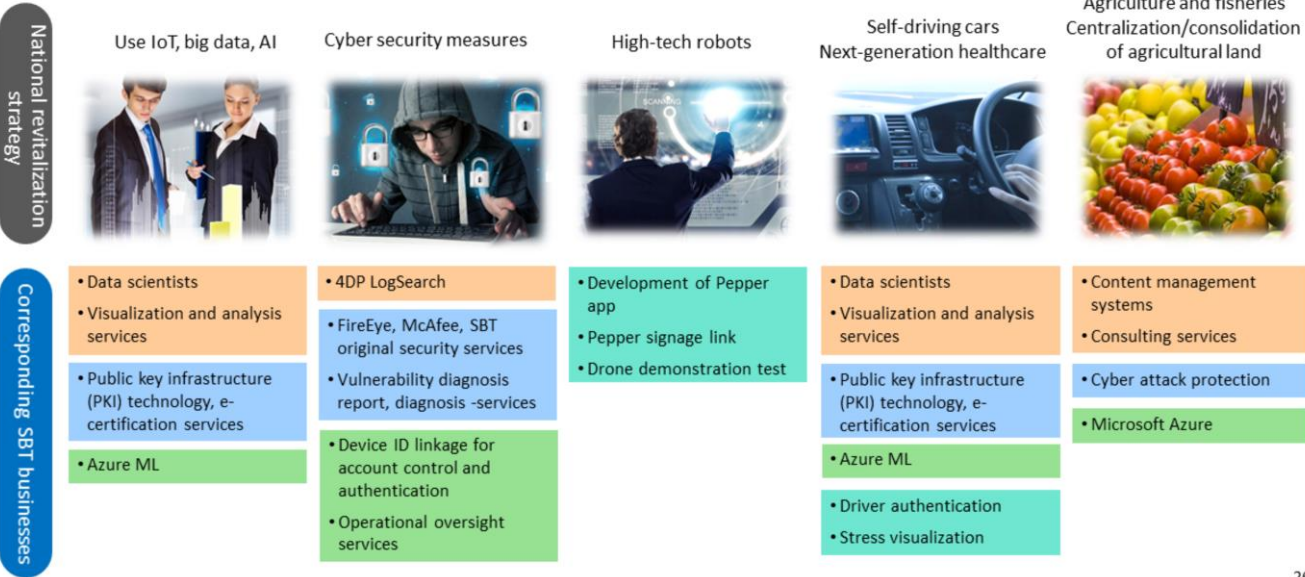 Agriculture and fisheries
Centralization/consolidation
of agricultural land
Self-driving cars
Next-generation healthcare
High-tech robots
Cyber security measures
Use IoT, big data, AI
National revitalization
strategy
SCANNING
Corresponding SBT businesses
• Data scientists
• Visualization and analysis
services
• Public key infrastructure
(PKI) technology, e-
certification services
• Azure ML
• 4DP LogSearch
• FireEye, McAfee, SBT
original security services
• Vulnerability diagnosis
report, diagnosis -services
• Device ID linkage for
account control and
authentication
• Operational oversight
services
• Development of Pepper
app
• Pepper signage link
• Drone demonstration test
• Data scientists
• Visualization and analysis
services
• Public key infrastructure
(PKI) technology, e-
certification services
• Azure ML
• Driver authentication
• Stress visualization
• Content management
systems
• Consulting services
• Cyber attack protection
• Microsoft Azure